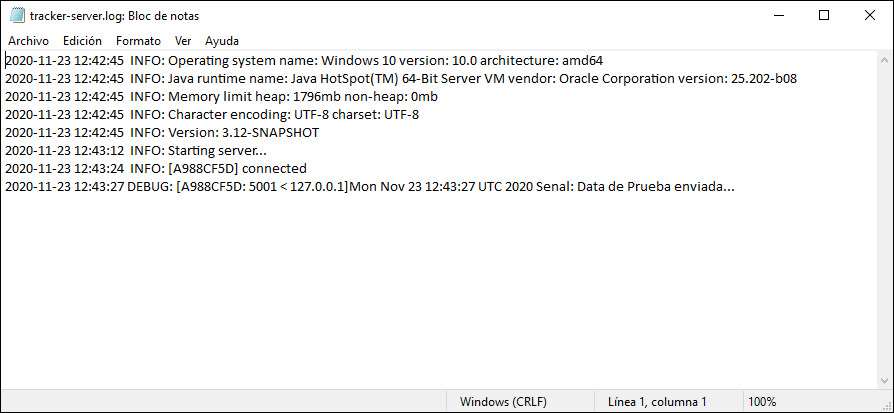 tracker-server.log: Bloc de notas
Archivo Edición Formato Ver Ayuda
2020-11-23 12:42:45  INFO: Operating system name: Windows 10 version: 10.0 architecture: amd64
2020-11-23 12:42:45  INFO: Java runtime name: Java HotSpot(TM) 64-Bit Server VM vendor: Oracle Corporation version: 25.202-b08
2020-11-23 12:42:45  INFO: Memory limit heap: 1796mb non-heap: 0mb
2020-11-23 12:42:45  INFO: Character encoding: UTF-8 charset: UTF-8
2020-11-23 12:42:45  INFO: Version: 3.12-SNAPSHOT
2020-11-23 12:43:12  INFO: Starting server...
2020-11-23 12:43:24  INFO: [A988CF5D] connected
2020-11-23 12:43:27 DEBUG: [A988CF5D: 5001 < 127.0.0.1]Mon Nov 23 12:43:27 UTC 2020 Senal: Data de Prueba enviada...
Windows (CRLF) Línea 1, columna 1 100%